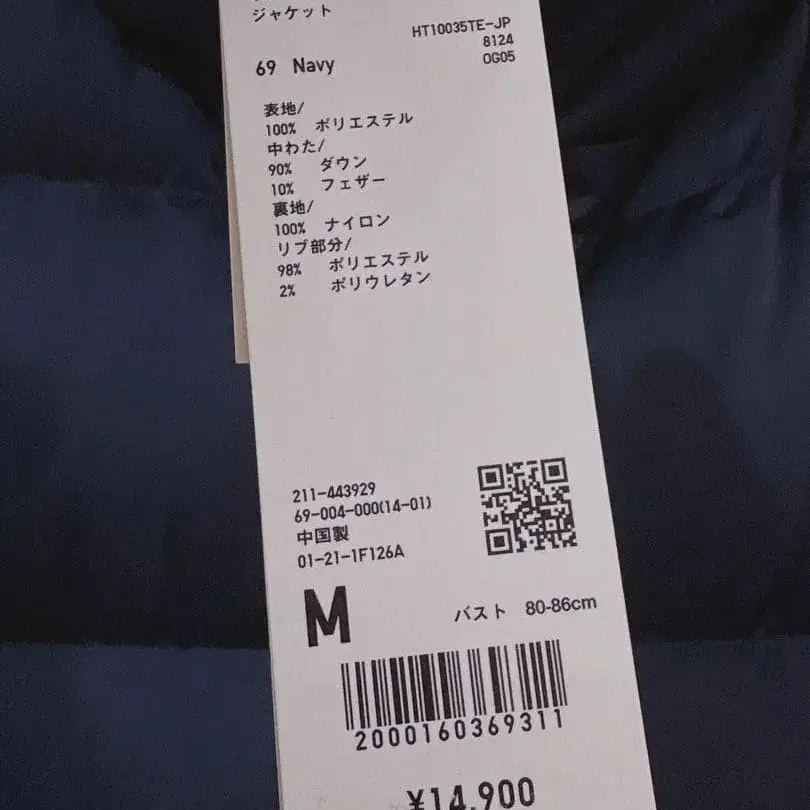 ジャケット
HT10035TE-JP
8124
69 Navy
OG05
表地/
100% ポリエステル
中わた/
90% ダウン
10% フェザー
裏地/
100% ナイロン
リブ部分/
98% ポリエステル
2% ポリウレタン
211-443929
69-004-000(14-01)
中国製
01-21-1F126A
M バスト 80-86cm
2000160369311
¥14,900